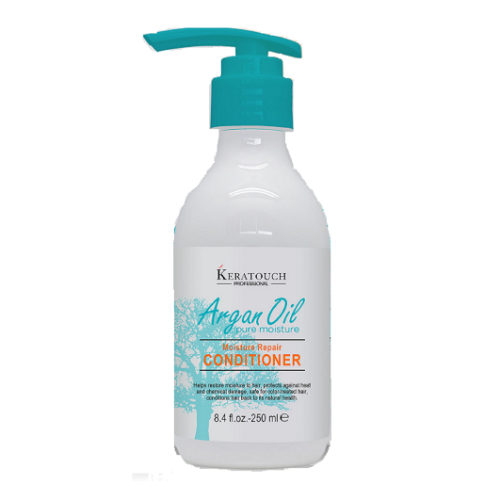 KERATOUCH
PROFESSIONAL
Argan Oil
pure moisture
Moisture Repair
CONDITIONER
Helps restore moisture to hair, protects against heat
and chemical damage, safe for color-treated hair,
conditions hair back to its natural health.
8.4 fl.oz.-250 ml e